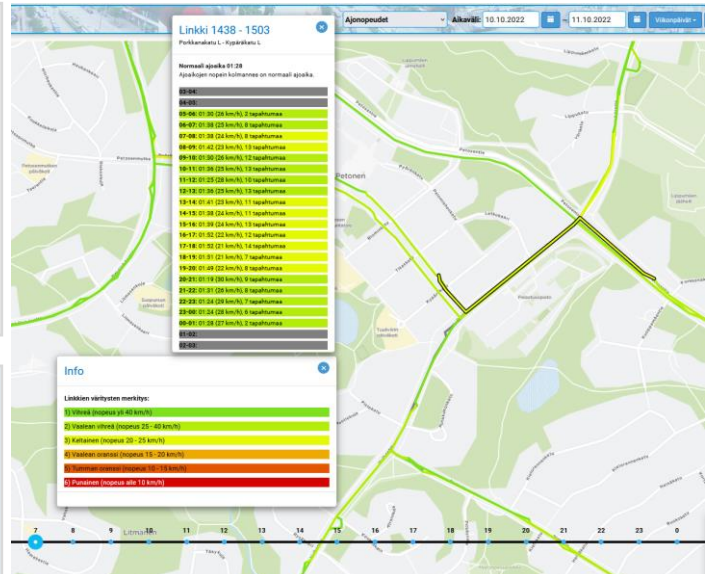 Ajonopeudet
Aikaväli: 10.10.2022 – 11.10.2022 Viikonpäivät
Linkki 1438 - 1503
Porkkanakatu L - Kypäräkatu L
Normaali ajoaika 01:28
Ajoaikojen nopein kolmannes on normaali ajoaika.
03-04:
04-05:
05-06: 01:30 (26 km/h), 2 tapahtumaa
06-07: 01:35 (25 km/h), 8 tapahtumaa
07-08: 01:38 (24 km/h), 8 tapahtumaa
08-09: 01:42 (23 km/h), 13 tapahtumaa
09-10: 01:30 (26 km/h), 12 tapahtumaa
10-11: 01:36 (25 km/h), 13 tapahtumaa
11-12: 01:25 (28 km/h), 10 tapahtumaa
12-13: 01:36 (25 km/h), 13 tapahtumaa
13-14: 01:41 (23 km/h), 11 tapahtumaa
14-15: 01:38 (24 km/h), 11 tapahtumaa
15-16: 01:39 (24 km/h), 13 tapahtumaa
16-17: 01:52 (22 km/h), 12 tapahtumaa
17-18: 01:52 (21 km/h), 14 tapahtumaa
18-19: 01:51 (21 km/h), 7 tapahtumaa
19-20: 01:49 (22 km/h), 8 tapahtumaa
20-21: 01:19 (30 km/h), 9 tapahtumaa
21-22: 01:31 (26 km/h), 8 tapahtumaa
22-23: 01:24 (28 km/h), 7 tapahtumaa
23-00: 01:24 (28 km/h), 6 tapahtumaa
00-01: 01:28 (27 km/h), 2 tapahtumaa
01-02:
02-03:
Petonen
Info
Linkkien väritysten merkitys:
1) Vihreä (nopeus yli 40 km/h)
2) Vaalean vihreä (nopeus 25 - 40 km/h)
3) Keltainen (nopeus 20 - 25 km/h)
4) Vaalean oranssi (nopeus 15 - 20 km/h)
5) Tumman oranssi (nopeus 10 - 15 km/h)
6) Punainen (nopeus alle 10 km/h)
Litmanen
7 8 9 10 11 12 13 14 15 16 17 18 19 20 21 22 23 0